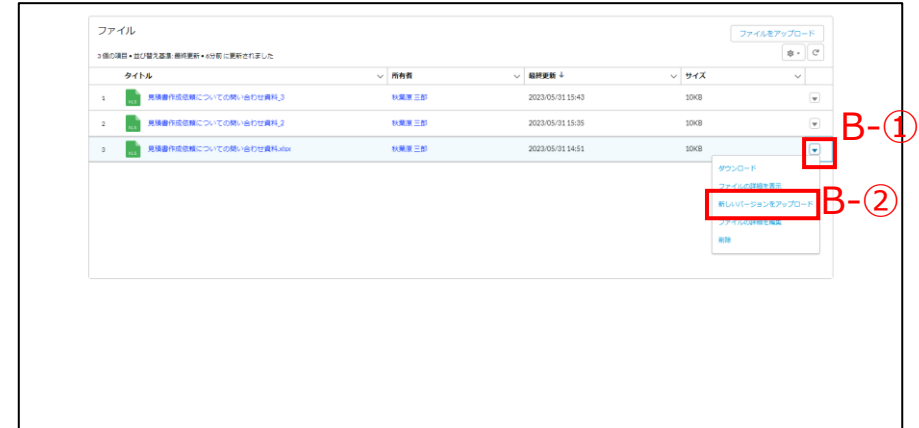 ファイル
ファイルをアップロード
3 個の項目•並び替え基準:最終更新•6分前 に更新されました
タイトル 所有者 最終更新 ↓ サイズ
1 見積書作成依頼についての問い合わせ資料_3 秋葉原 三郎 2023/05/31 15:43 10KB
2 見積書作成依頼についての問い合わせ資料_2 秋葉原 三郎 2023/05/31 15:35 10KB
B-①
3 見積書作成依頼についての問い合わせ資料.xlsx 秋葉原 三郎 2023/05/31 14:51 10KB
ダウンロード
ファイルの詳細を表示
新しいバージョンをアップロード
B-②
ファイルの詳細を編集
削除